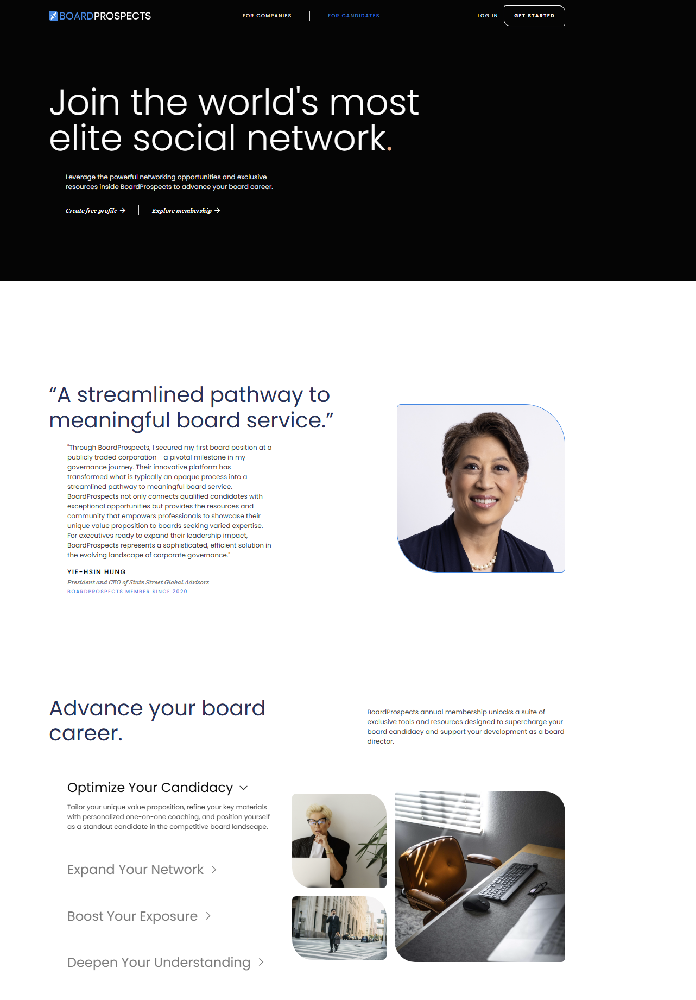 BOARDPROSPECTS
FOR COMPANIES
FOR CANDIDATES
LOG IN
GET STARTED
Join the world's most
elite social network.
Leverage the powerful networking opportunities and exclusive
resources inside BoardProspects to advance your board career.
Create free profile →
Explore membership →
“A streamlined pathway to
meaningful board service.”
"Through BoardProspects, I secured my first board position at a
publicly traded corporation - a pivotal milestone in my
governance journey. Their innovative platform has
transformed what is typically an opaque process into a
streamlined pathway to meaningful board service.
BoardProspects not only connects qualified candidates with
exceptional opportunities but provides the resources and
community that empowers professionals to showcase their
unique value proposition to boards seeking varied expertise.
For executives ready to expand their leadership impact,
BoardProspects represents a sophisticated, efficient solution in
the evolving landscape of corporate governance."
YIE-HSIN HUNG
President and CEO of State Street Global Advisors
BOARDPROSPECTS MEMBER SINCE 2020
Advance your board
career.
BoardProspects annual membership unlocks a suite of
exclusive tools and resources designed to supercharge your
board candidacy and support your development as a board
director.
Optimize Your Candidacy
Tailor your unique value proposition, refine your key materials
with personalized one-on-one coaching, and position yourself
as a standout candidate in the competitive board landscape.
Expand Your Network
Boost Your Exposure
Deepen Your Understanding